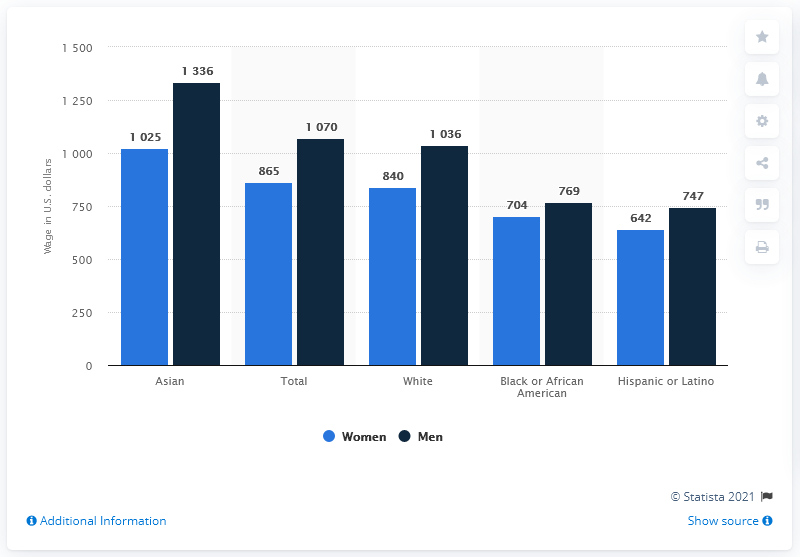 1 500
1 250
1 000
750
500
250
0
Wage in U.S. dollars
1 025
1 336
865
1 070
840
1 036
704
769
642
747
Asian
Total
White
Black or African
American
Hispanic or Latino
Women
Men
© Statista 2021
Additional Information
Show source